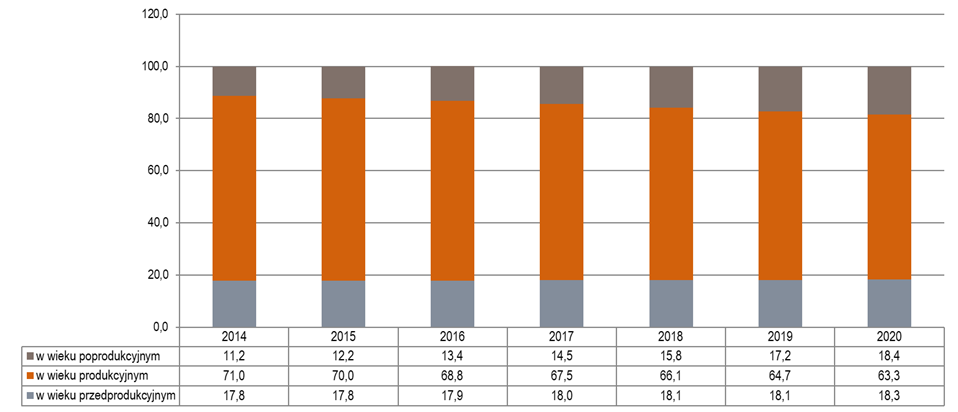 120,0
100,0
80,0
60,0
40,0
20,0
0,0
2014 2015 2016 2017 2018 2019 2020
w wieku poprodukcyjnym 11,2 12,2 13,4 14,5 15,8 17,2 18,4
w wieku produkcyjnym 71,0 70,0 68,8 67,5 66,1 64,7 63,3
w wieku przedprodukcyjnym 17,8 17,8 17,9 18,0 18,1 18,1 18,3